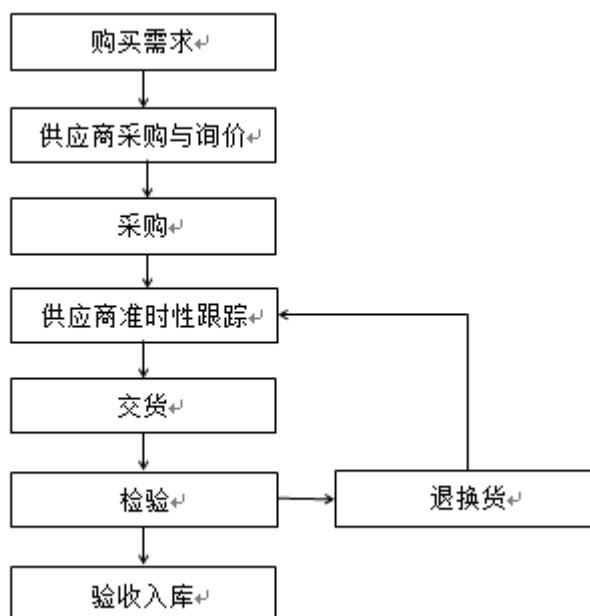 购买需求↵
供应商采购与询价↵
采购↵
供应商准时性跟踪↵
交货↵
检验↵
退换货↵
验收入库↵